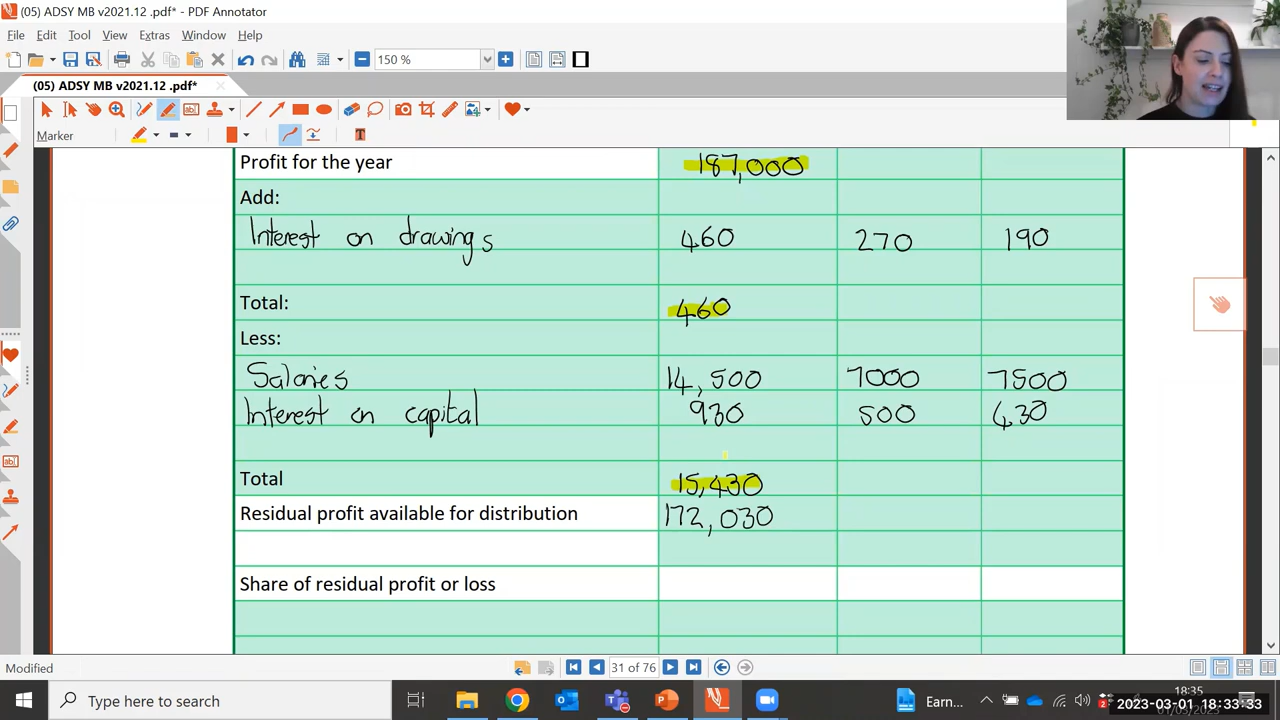 (05) ADSY MB v2021.12 .pdf* - PDF Annotator
File Edit Tool View Extras Window Help
150 %
(05) ADSY MB v2021.12 .pdf*
Marker
Profit for the year 187,000
Add:
Interest on drawings 460 270 190
Total: 460
Less:
Salaries 14,500 7000 7500
Interest on capital 930 500 430
Total 15,430
Residual profit available for distribution 172,030
Share of residual profit or loss
Modified 31 of 76
Type here to search Earn... 18:35
2023-03-01 18:33:33